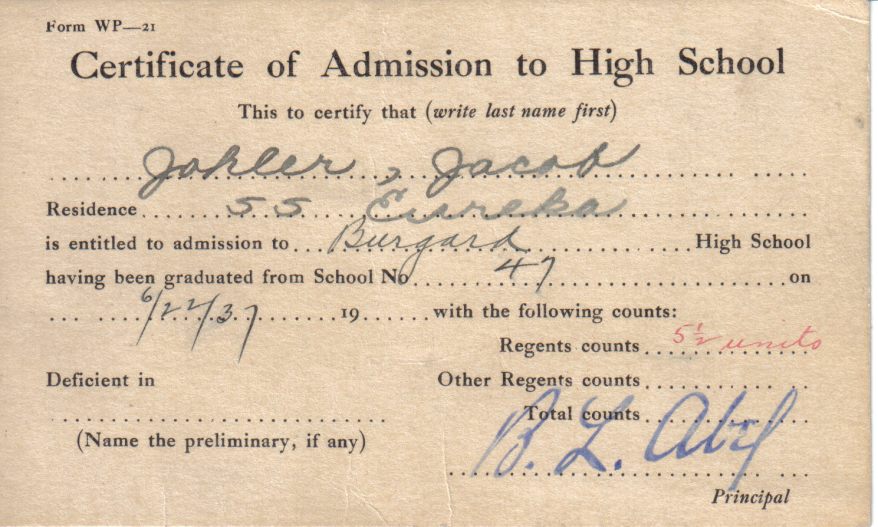 Form WP—21
Certificate of Admission to High School
This to certify that (write last name first)
Johler, Jacob
Residence 55 Eureka
is entitled to admission to Burgard High School
having been graduated from School No 47 on
6/22/37 19 with the following counts:
Regents counts 5½ units
Deficient in Other Regents counts
Total counts
(Name the preliminary, if any)
B. L. Abel
Principal